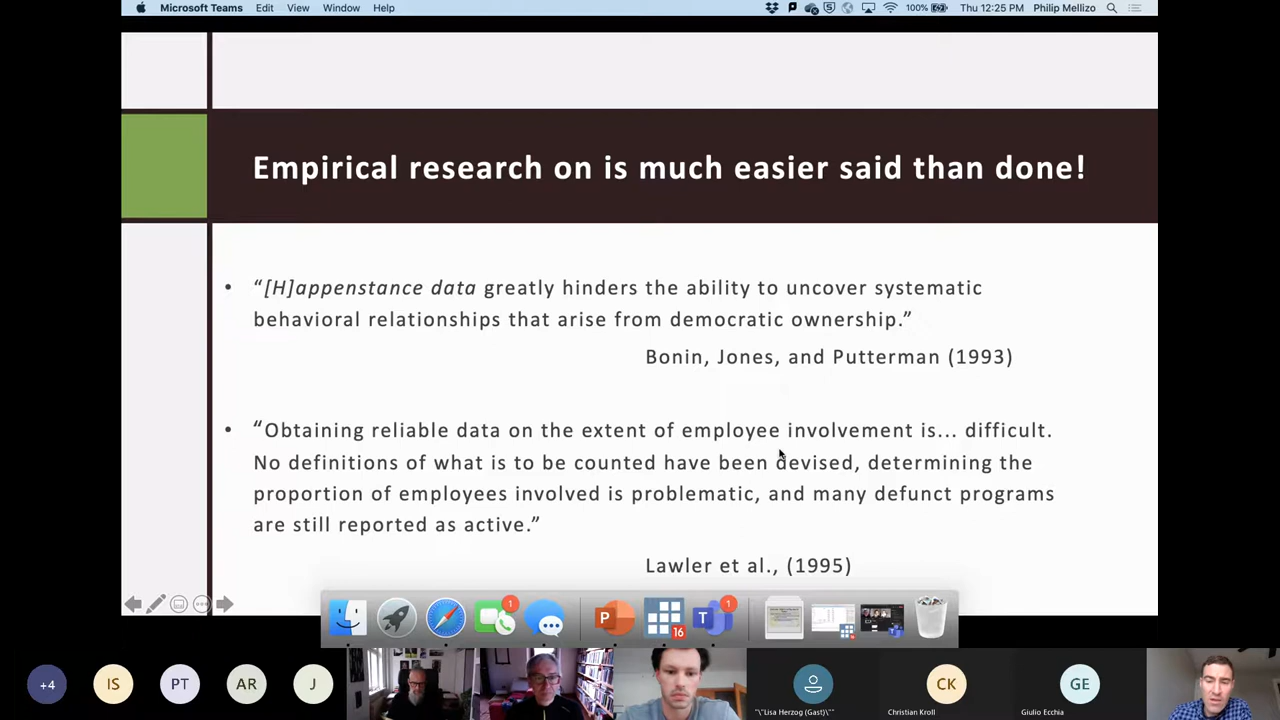 Microsoft Teams Edit View Window Help 100% Thu 12:25 PM Philip Mellizo
Empirical research on is much easier said than done!
• “[H]appenstance data greatly hinders the ability to uncover systematic
behavioral relationships that arise from democratic ownership.”
Bonin, Jones, and Putterman (1993)
• “Obtaining reliable data on the extent of employee involvement is... difficult.
No definitions of what is to be counted have been devised, determining the
proportion of employees involved is problematic, and many defunct programs
are still reported as active.”
Lawler et al., (1995)
1
P
16
T
1
+4 IS PT AR J CK GE
"\"Lisa Herzog (Gast)\"" Christian Kroll Giulio Ecchia